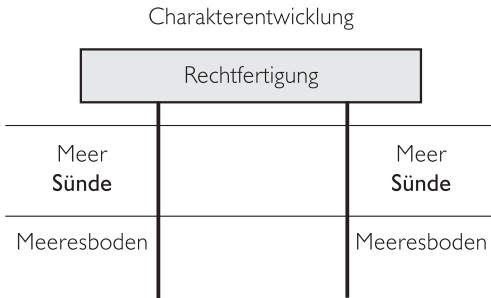 Charakterentwicklung
Rechtfertigung
Meer
Sünde
Meer
Sünde
Meeresboden
Meeresboden